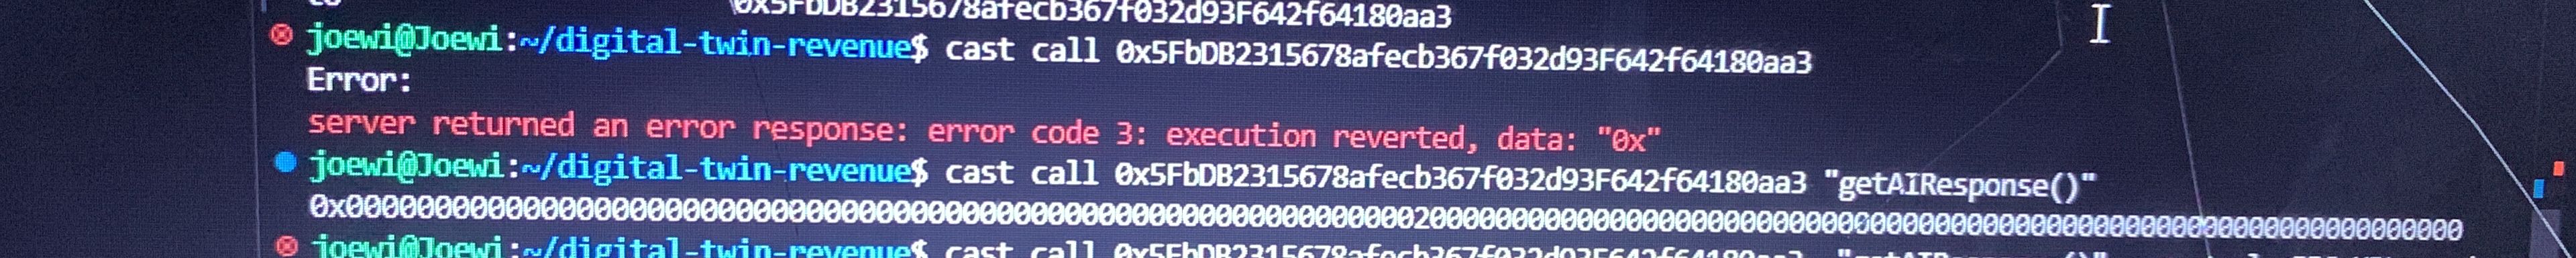 0x5FbDB2315678afecb367f032d93F642f64180aa3
joewi@Joewi:~/digital-twin-revenue$ cast call 0x5FbDB2315678afecb367f032d93F642f64180aa3
Error:
server returned an error response: error code 3: execution reverted, data: "0x"
joewi@Joewi:~/digital-twin-revenue$ cast call 0x5FbDB2315678afecb367f032d93F642f64180aa3 "getAIResponse()"
0x00000000000000000000000000000000000000000000000000000000000000200000000000000000000000000000000000000000000000000000000000000000
joewi@Joewi:~/digital-twin-revenue$ cast call 0x5FbDB2315678afecb367f032d93F642f64180aa3